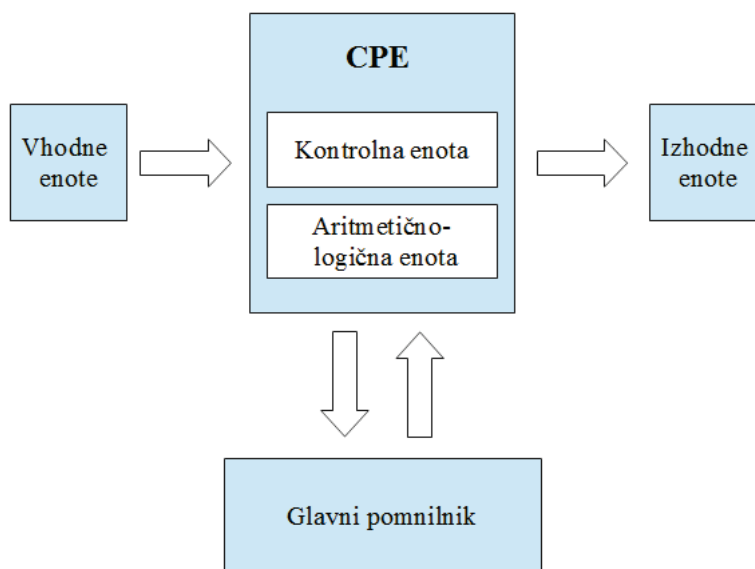 CPE
Vhodne
enote
Kontrolna enota
Aritmetično-
logična enota
Izhodne
enote
Glavni pomnilnik